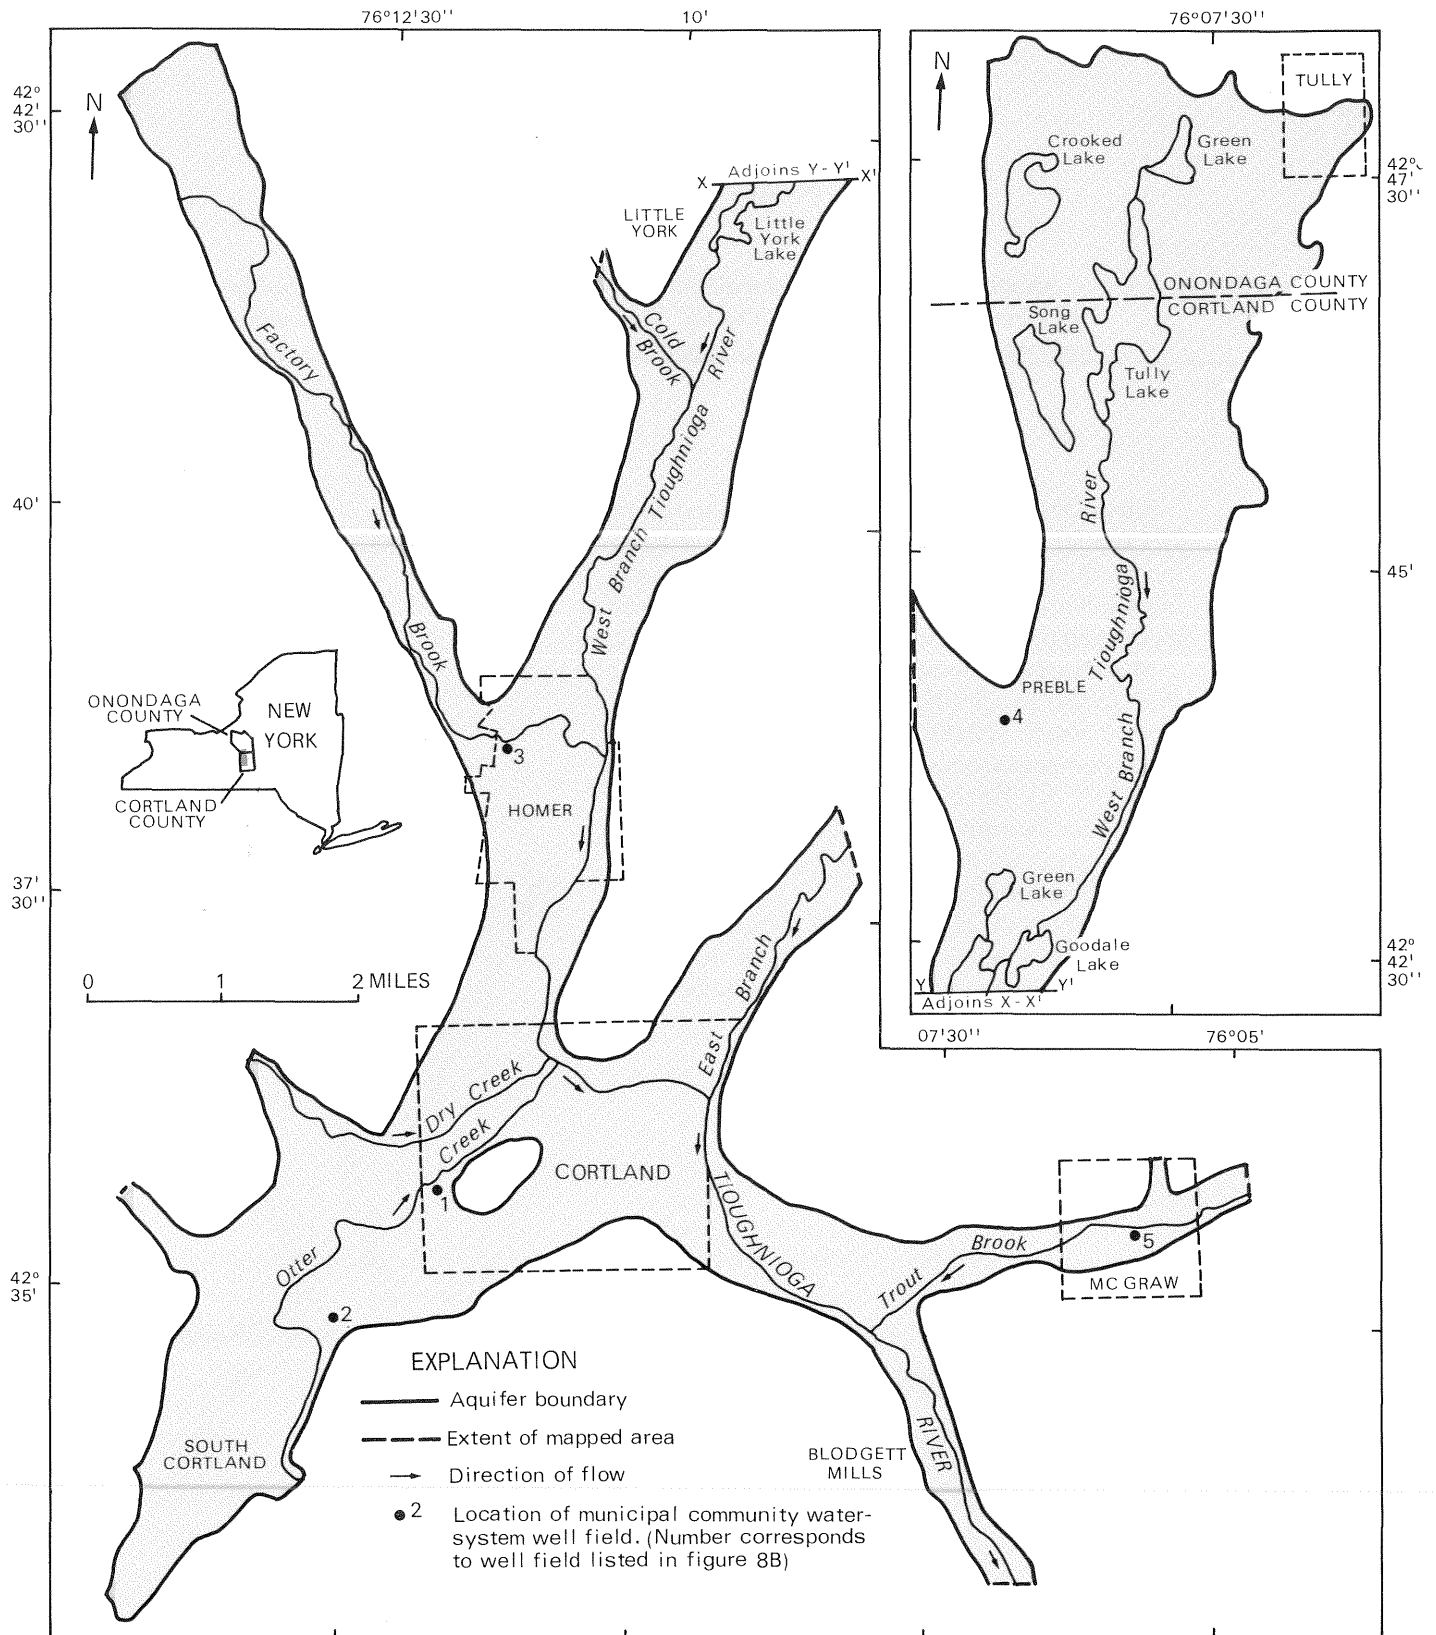 76°12'30"
10'
76°07'30"
42°
42'
30"
N
Adjoins Y-Y'
X
X'
LITTLE
YORK
Little
York
Lake
Factory
Cold
Brook
River
West Branch Tioughnioga
40'
Brook
ONONDAGA
COUNTY
NEW
YORK
CORTLAND
COUNTY
3
HOMER
37'
30"
0 1 2 MILES
East Branch
Dry Creek
Creek
Otter
1
CORTLAND
TIOUGHNIOGA
RIVER
Trout
Brook
5
MC GRAW
42°
35'
2
SOUTH
CORTLAND
BLODGETT
MILLS
N
TULLY
Crooked
Lake
Green
Lake
42°
47'
30"
ONONDAGA COUNTY
CORTLAND COUNTY
Song
Lake
Tully
Lake
River
Tioughnioga
West Branch
45'
PREBLE
4
Green
Lake
Goodale
Lake
42°
42'
30"
Y
Y'
Adjoins X-X'
07'30"
76°05'
EXPLANATION
Aquifer boundary
Extent of mapped area
Direction of flow
2 Location of municipal community water-
system well field. (Number corresponds
to well field listed in figure 8B)